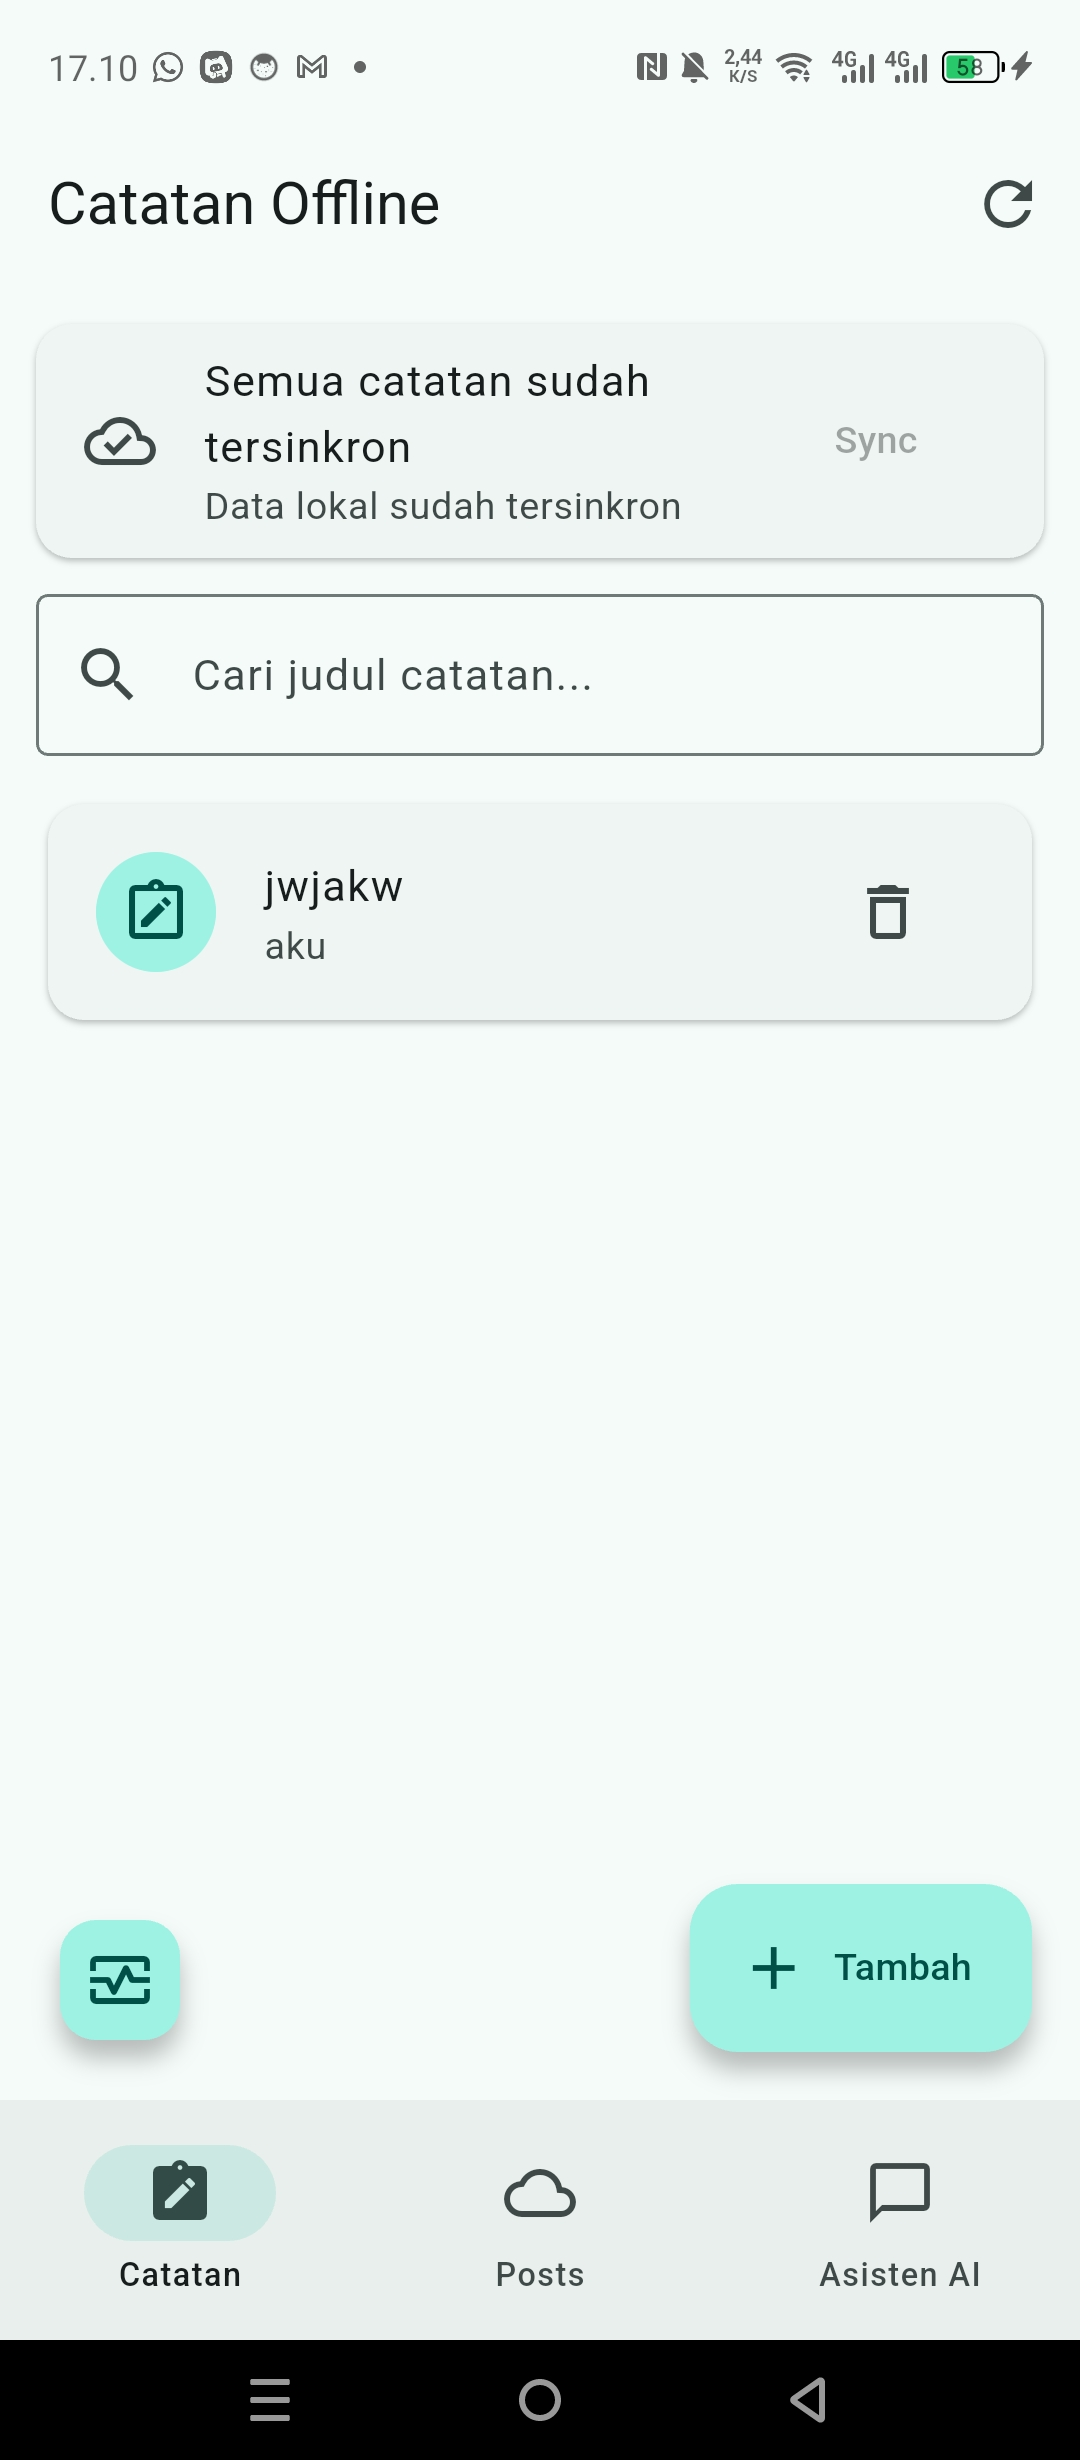 17.10
2,44
K/S
4G
4G
58
Catatan Offline
Semua catatan sudah
tersinkron
Data lokal sudah tersinkron
Sync
Cari judul catatan...
jwjakw
aku
Tambah
Catatan
Posts
Asisten AI